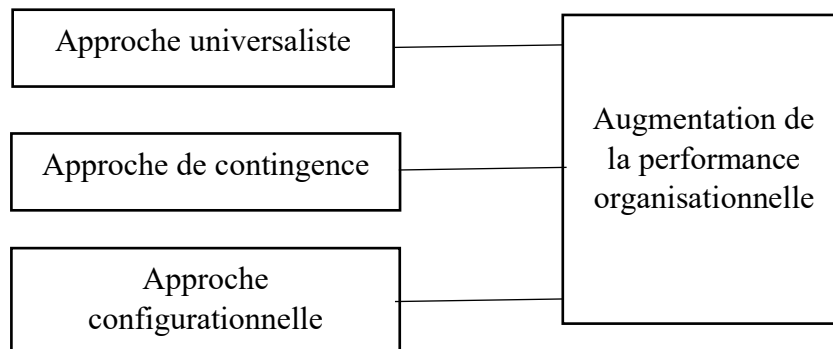 Approche universaliste
Approche de contingence
Approche
configurationnelle
Augmentation de
la performance
organisationnelle